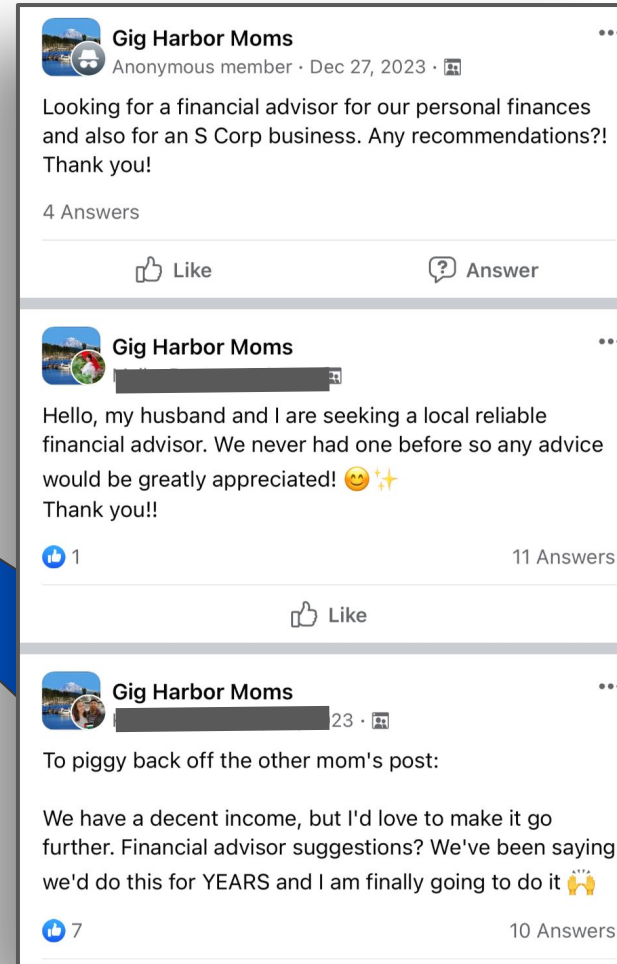 Gig Harbor Moms
Anonymous member · Dec 27, 2023 ·
Looking for a financial advisor for our personal finances
and also for an S Corp business. Any recommendations?!
Thank you!
4 Answers
Like
Answer
Gig Harbor Moms
Hello, my husband and I are seeking a local reliable
financial advisor. We never had one before so any advice
would be greatly appreciated! 😊✨
Thank you!!
1
11 Answers
Like
Gig Harbor Moms
23 ·
To piggy back off the other mom's post:
We have a decent income, but I'd love to make it go
further. Financial advisor suggestions? We've been saying
we'd do this for YEARS and I am finally going to do it 🙌
7
10 Answers